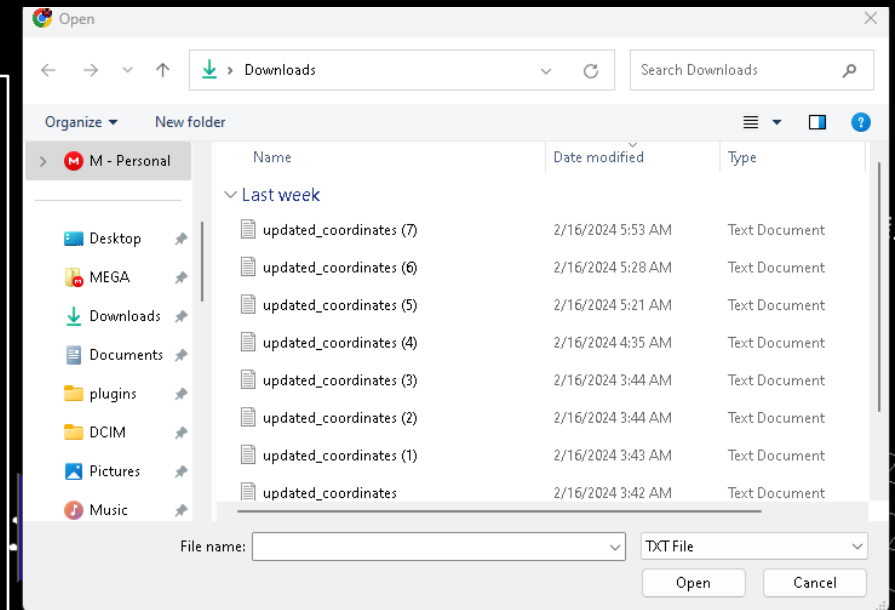 Open
Downloads
Search Downloads
Organize
New folder
M - Personal
Name
Date modified
Type
Last week
Desktop
MEGA
Downloads
Documents
plugins
DCIM
Pictures
Music
updated_coordinates (7) 2/16/2024 5:53 AM Text Document
updated_coordinates (6) 2/16/2024 5:28 AM Text Document
updated_coordinates (5) 2/16/2024 5:21 AM Text Document
updated_coordinates (4) 2/16/2024 4:35 AM Text Document
updated_coordinates (3) 2/16/2024 3:44 AM Text Document
updated_coordinates (2) 2/16/2024 3:44 AM Text Document
updated_coordinates (1) 2/16/2024 3:43 AM Text Document
updated_coordinates 2/16/2024 3:42 AM Text Document
File name:
TXT File
Open
Cancel